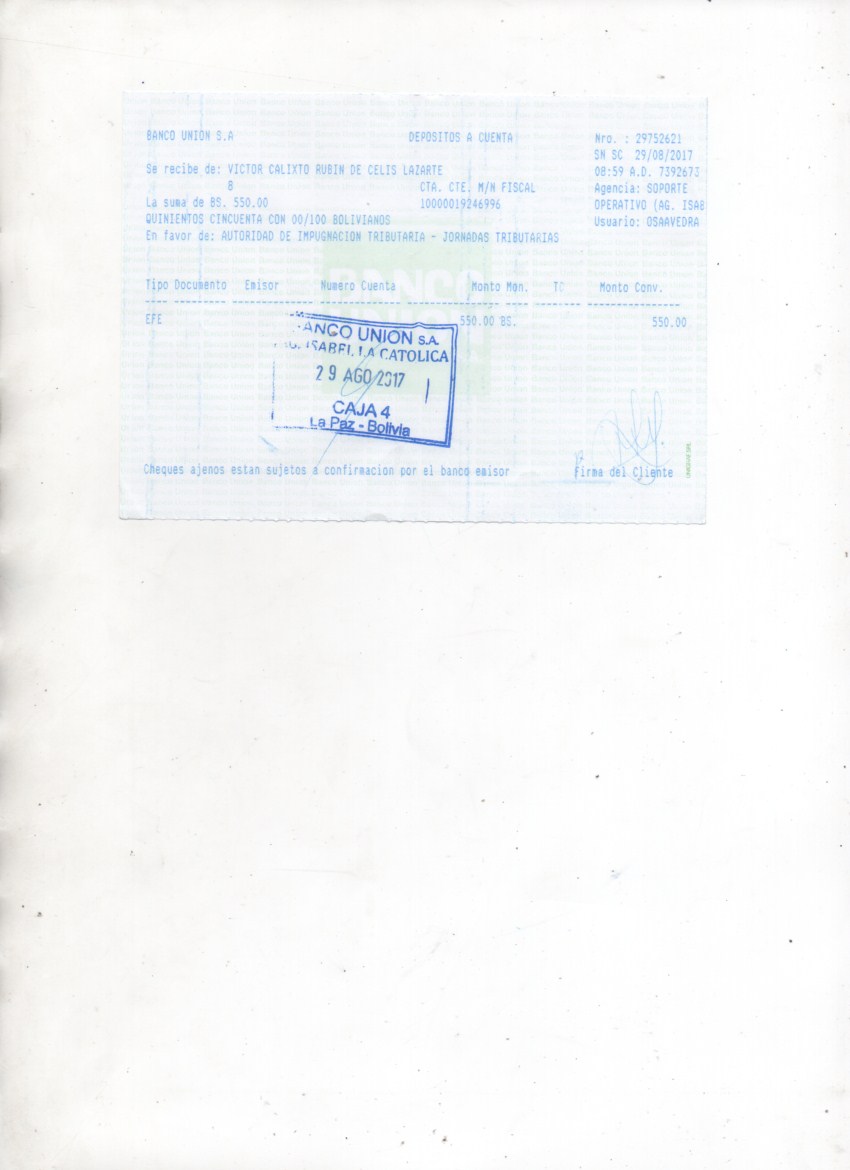 BANCO UNION S.A DEPOSITOS A CUENTA Nro. : 29752621
SN SC 29/08/2017
Se recibe de: VICTOR CALIXTO RUBIN DE CELIS LAZARTE 08:59 A.D. 7392673
8 CTA. CTE. M/N FISCAL Agencia: SOPORTE
La suma de BS. 550.00 10000019246996 OPERATIVO (AG. ISAB
QUINIENTOS CINCUENTA CON 00/100 BOLIVIANOS Usuario: OSAAVEDRA
En favor de: AUTORIDAD DE IMPUGNACION TRIBUTARIA - JORNADAS TRIBUTARIAS
Tipo Documento Emisor Numero Cuenta Monto Mon. TC Monto Conv.
EFE 550.00 BS. 550.00
BANCO
ANCO UNION S.A.
ISABEL LA CATOLICA
29 AGO 2017
CAJA 4
La Paz - Bolivia
Cheques ajenos estan sujetos a confirmacion por el banco emisor Firma del Cliente